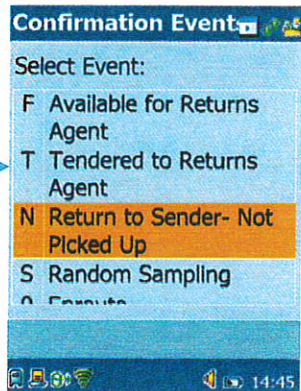 Confirmation Event
Select Event:
F Available for Returns
Agent
T Tendered to Returns
Agent
N Return to Sender- Not
Picked Up
S Random Sampling
14:45